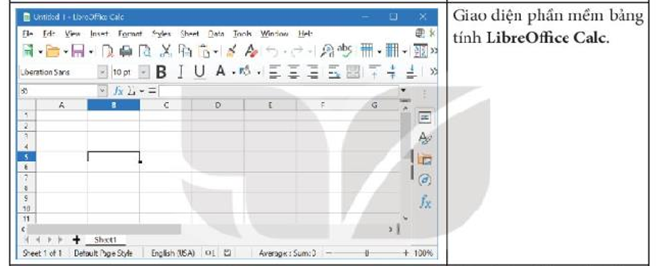 Untitled 1 - LibreOffice Calc
File Edit View Insert Format Styles Sheet Data Tools Window Help
Liberation Sans 10 pt B I U A
fx Σ =
A B C D E F G
1
2
3
4
5
6
7
8
9
10
11
Sheet1
Sheet 1 of 1 Default Page Style English (USA) Average: ; Sum: 0 100%
Giao diện phần mềm bảng
tính LibreOffice Calc.